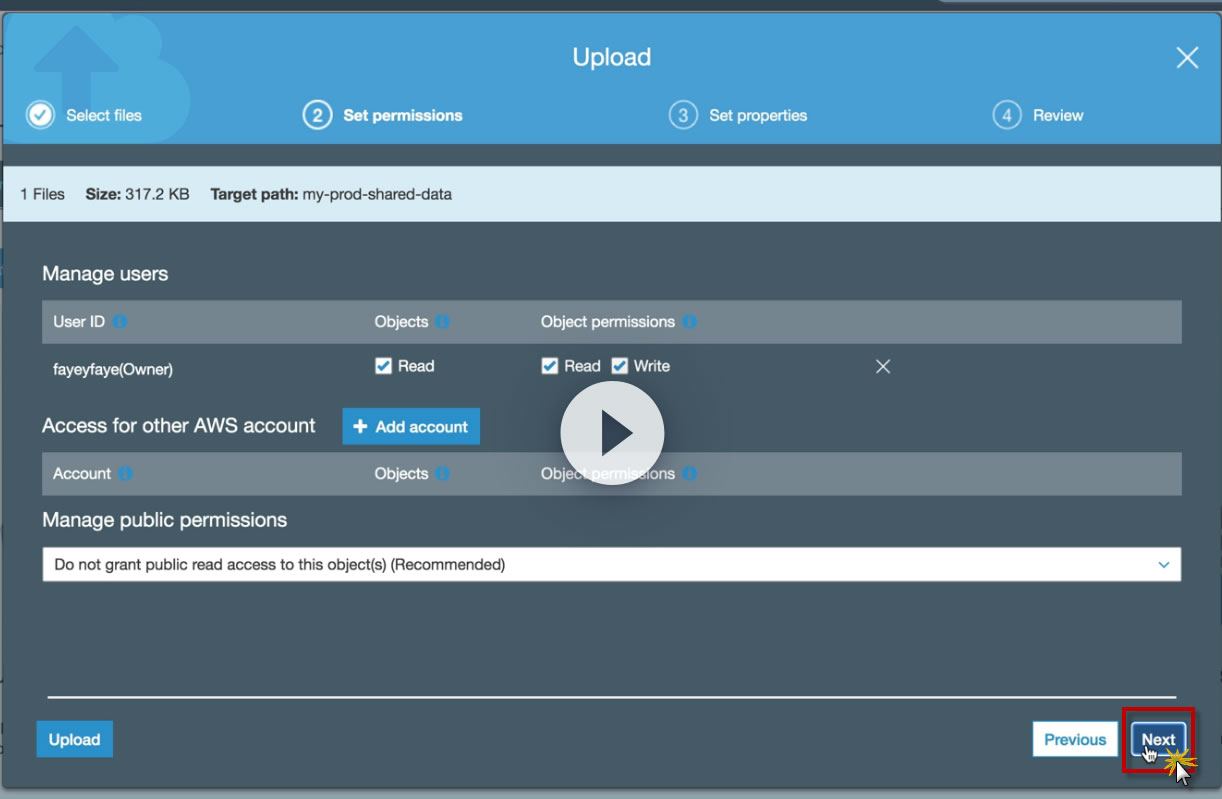 Upload
Select files 2 Set permissions 3 Set properties 4 Review
1 Files Size: 317.2 KB Target path: my-prod-shared-data
Manage users
User ID Objects Object permissions
fayeyfaye(Owner) Read Read Write
Access for other AWS account + Add account
Account Objects Object permissions
Manage public permissions
Do not grant public read access to this object(s) (Recommended)
Upload Previous Next